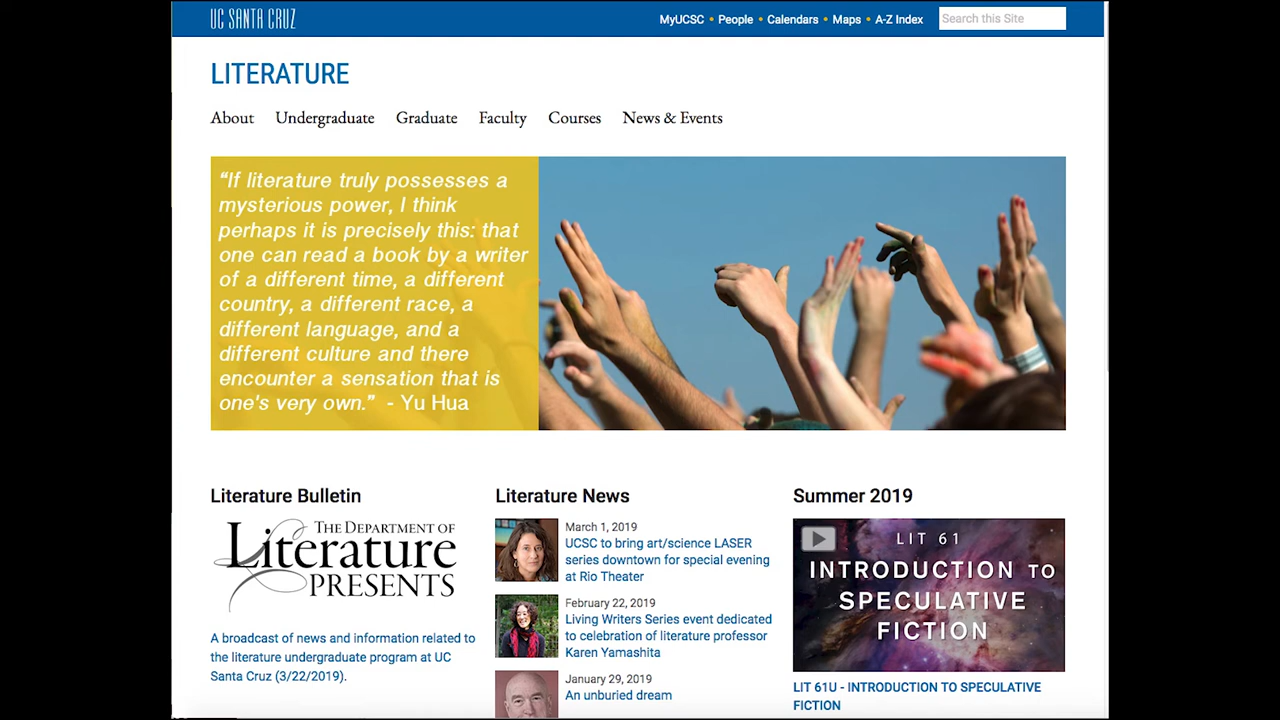 UC SANTA CRUZ
MyUCSC • People • Calendars • Maps • A-Z Index
Search this Site
LITERATURE
About Undergraduate Graduate Faculty Courses News & Events
“If literature truly possesses a
mysterious power, I think
perhaps it is precisely this: that
one can read a book by a writer
of a different time, a different
country, a different race, a
different language, and a
different culture and there
encounter a sensation that is
one's very own.” - Yu Hua
Literature Bulletin
THE DEPARTMENT OF
Literature
PRESENTS
A broadcast of news and information related to
the literature undergraduate program at UC
Santa Cruz (3/22/2019).
Literature News
March 1, 2019
UCSC to bring art/science LASER
series downtown for special evening
at Rio Theater
February 22, 2019
Living Writers Series event dedicated
to celebration of literature professor
Karen Yamashita
January 29, 2019
An unburied dream
Summer 2019
LIT 61
INTRODUCTION TO
SPECULATIVE
FICTION
LIT 61U - INTRODUCTION TO SPECULATIVE
FICTION